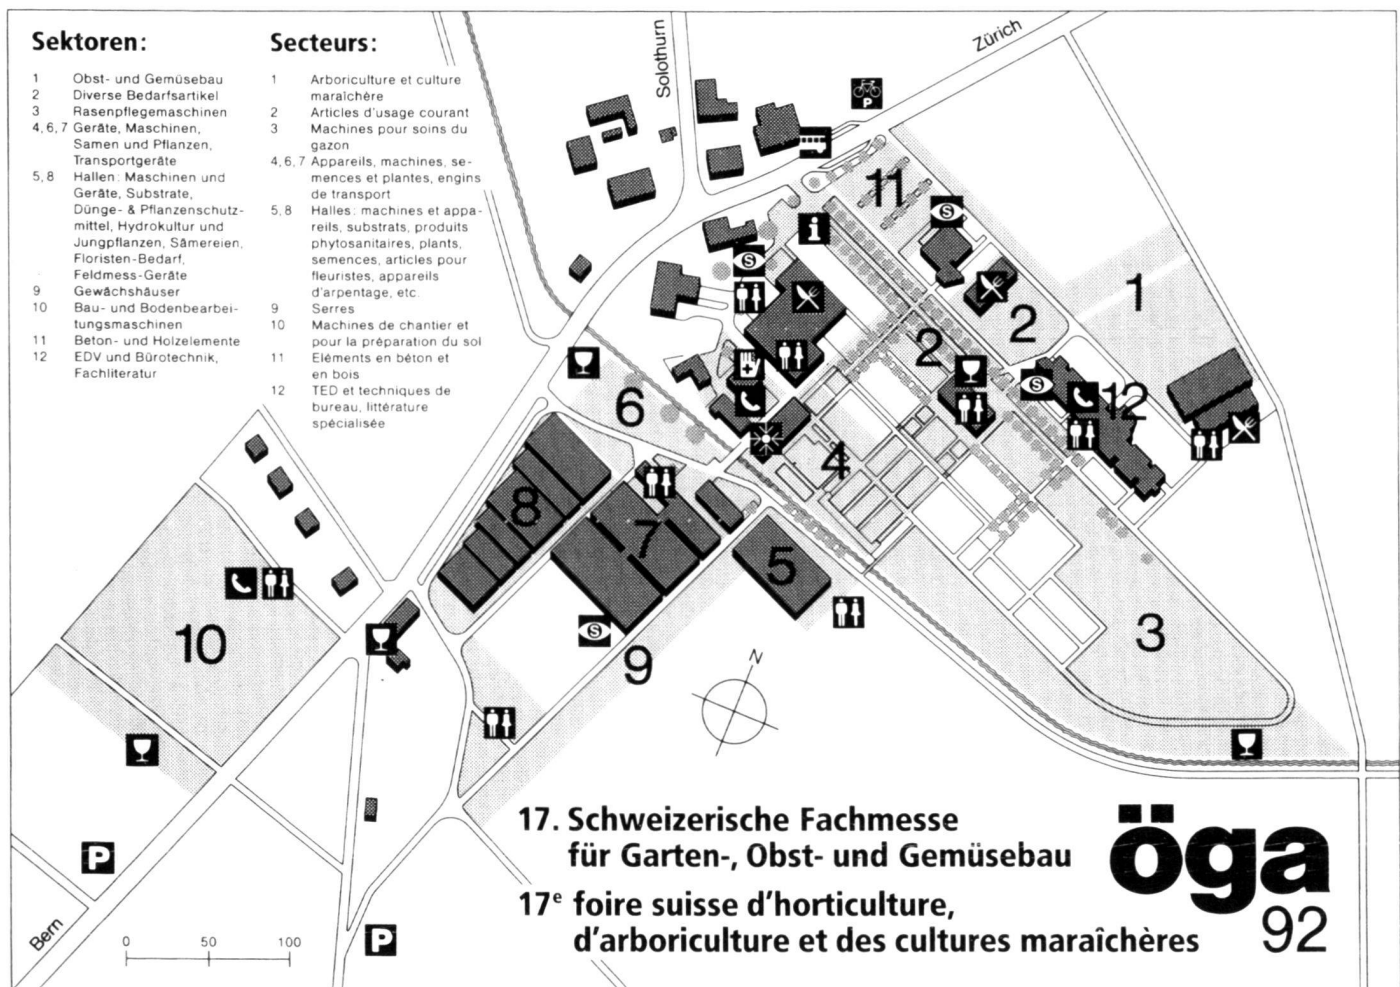 Sektoren:
1 Obst- und Gemüsebau
2 Diverse Bedarfsartikel
3 Rasenpflegemaschinen
4, 6, 7 Geräte, Maschinen,
Samen und Pflanzen,
Transportgeräte
5, 8 Hallen: Maschinen und
Geräte, Substrate,
Dünge- & Pflanzenschutz-
mittel, Hydrokultur und
Jungpflanzen, Sämereien,
Floristen-Bedarf,
Feldmess-Geräte
9 Gewächshäuser
10 Bau- und Bodenbearbei-
tungsmaschinen
11 Beton- und Holzelemente
12 EDV und Bürotechnik,
Fachliteratur
Secteurs:
1 Arboriculture et culture
maraîchère
2 Articles d'usage courant
3 Machines pour soins du
gazon
4, 6, 7 Appareils, machines, se-
mences et plantes, engins
de transport
5, 8 Halles: machines et appa-
reils, substrats, produits
phytosanitaires, plants,
semences, articles pour
fleuristes, appareils
d'arpentage, etc.
9 Serres
10 Machines de chantier et
pour la préparation du sol
11 Eléments en béton et
en bois
12 TED et techniques de
bureau, littérature
spécialisée
Solothurn
Zürich
P
11
S
i
S
1
2
2
S
12
6
4
8
7
5
10
S
9
3
N
P
P
Bern
0 50 100
17. Schweizerische Fachmesse
für Garten-, Obst- und Gemüsebau
17e foire suisse d'horticulture,
d'arboriculture et des cultures maraîchères
öga
92